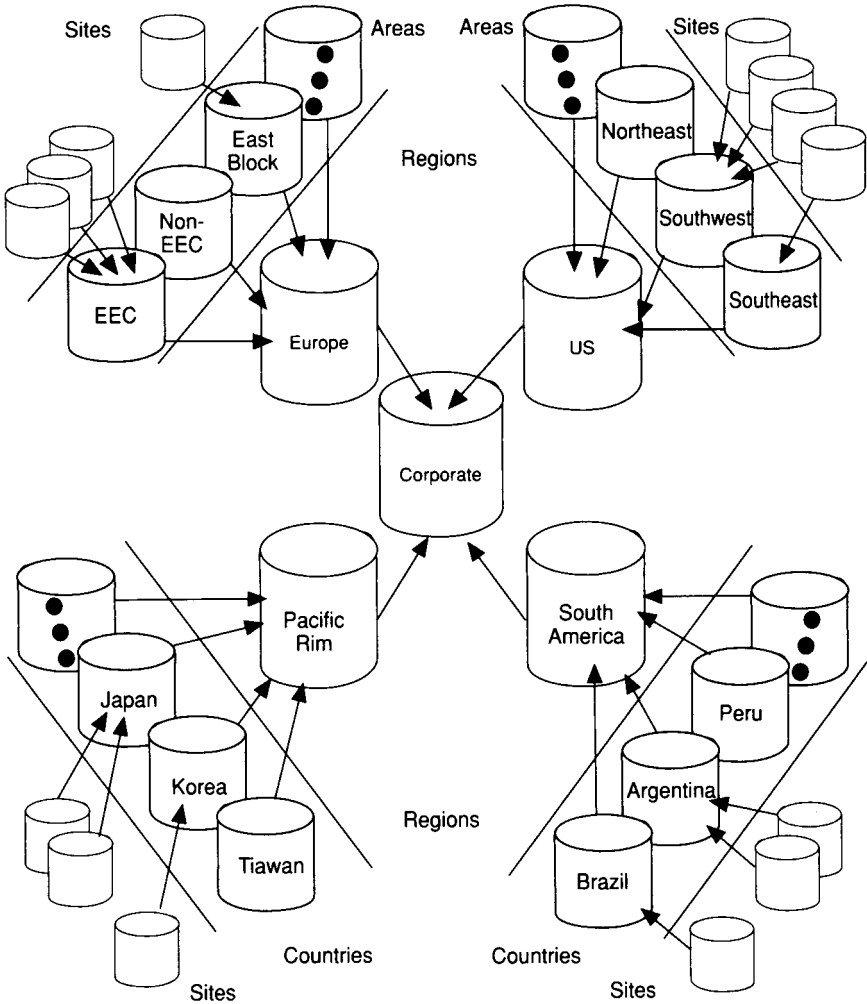 Sites
Areas
Areas
Sites
East
Block
Northeast
Regions
Non-
EEC
Southwest
EEC
Southeast
Europe
US
Corporate
Pacific
Rim
South
America
Japan
Peru
Korea
Argentina
Regions
Tiawan
Brazil
Countries
Countries
Sites
Sites